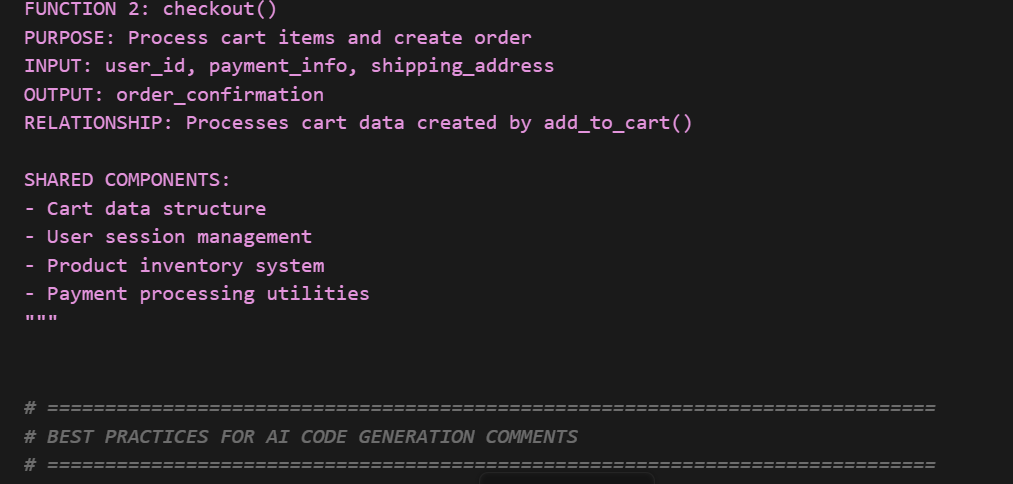 FUNCTION 2: checkout()
PURPOSE: Process cart items and create order
INPUT: user_id, payment_info, shipping_address
OUTPUT: order_confirmation
RELATIONSHIP: Processes cart data created by add_to_cart()
SHARED COMPONENTS:
- Cart data structure
- User session management
- Product inventory system
- Payment processing utilities
"""
# =============================================================================
# BEST PRACTICES FOR AI CODE GENERATION COMMENTS
# =============================================================================